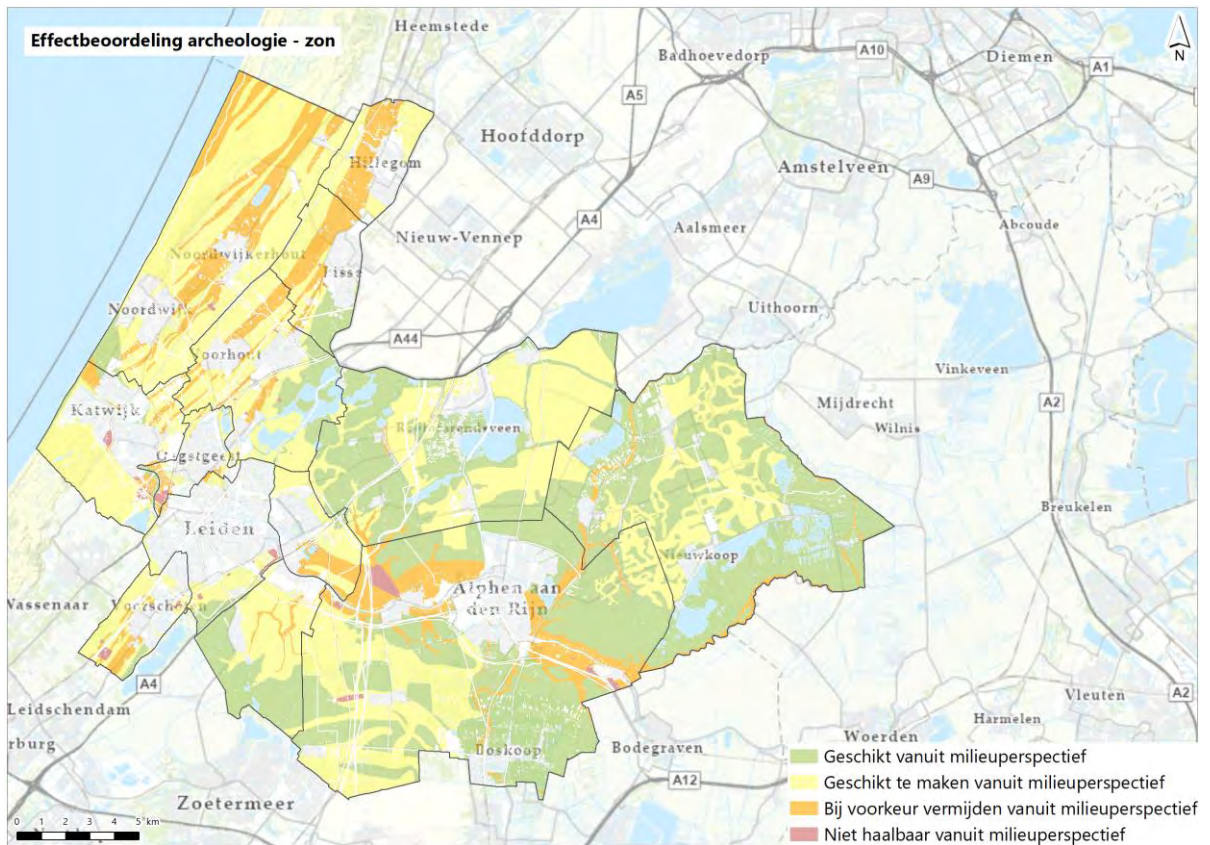 Effectbeoordeling archeologie - zon
Heemstede
Badhoevedorp
A10
Diemen
A1
N
A5
Hoofddorp
Hillegom
Amstelveen
A9
A4
Nieuw-Vennep
Aalsmeer
Abcoude
Noordwijkerhout
Lisse
Noordwijk
Uithoorn
A44
Voorhout
Vinkeveen
Katwijk
Mijdrecht
A2
Wilnis
Oegstgeest
Breukelen
Leiden
Nieuwkoop
Alphen aan
den Rijn
Wassenaar
Voorschoten
A4
Leidschendam
Vleuten
A2
Harmelen
rburg
Boskoop
Bodegraven
Woerden
A12
Zoetermeer
Geschikt vanuit milieuperspectief
Geschikt te maken vanuit milieuperspectief
Bij voorkeur vermijden vanuit milieuperspectief
Niet haalbaar vanuit milieuperspectief
0 1 2 3 4 5 km